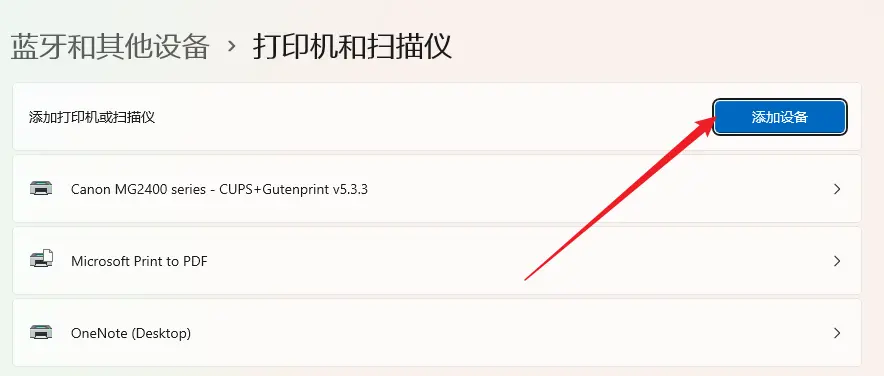 蓝牙和其他设备 › 打印机和扫描仪
添加打印机或扫描仪 添加设备
Canon MG2400 series - CUPS+Gutenprint v5.3.3
Microsoft Print to PDF
OneNote (Desktop)